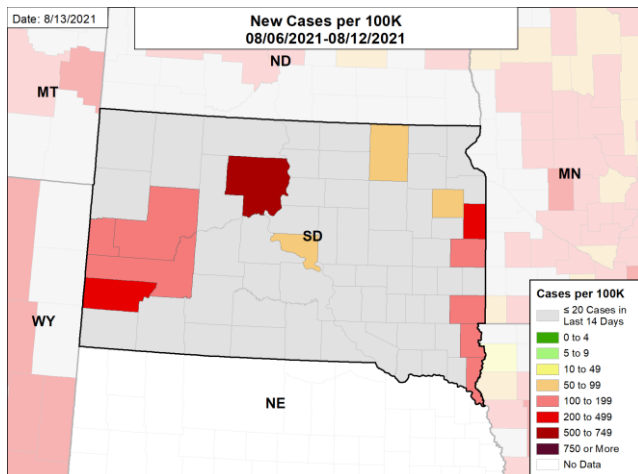 Date: 8/13/2021
New Cases per 100K
08/06/2021-08/12/2021
ND
MT
MN
SD
WY
NE
Cases per 100K
≤ 20 Cases in
Last 14 Days
0 to 4
5 to 9
10 to 49
50 to 99
100 to 199
200 to 499
500 to 749
750 or More
No Data